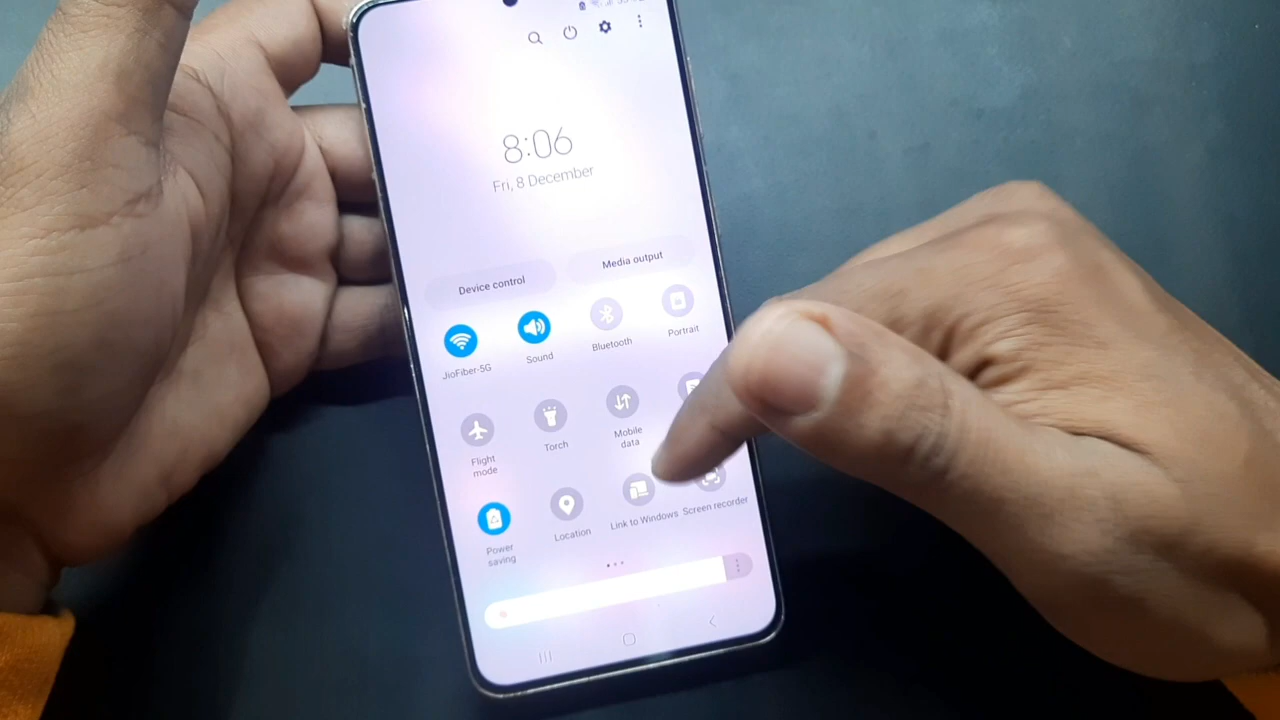 8:06
Fri, 8 December
Device control
Media output
JioFiber-5G
Sound
Bluetooth
Portrait
Flight
mode
Torch
Mobile
data
Power
saving
Location
Link to Windows
Screen recorder